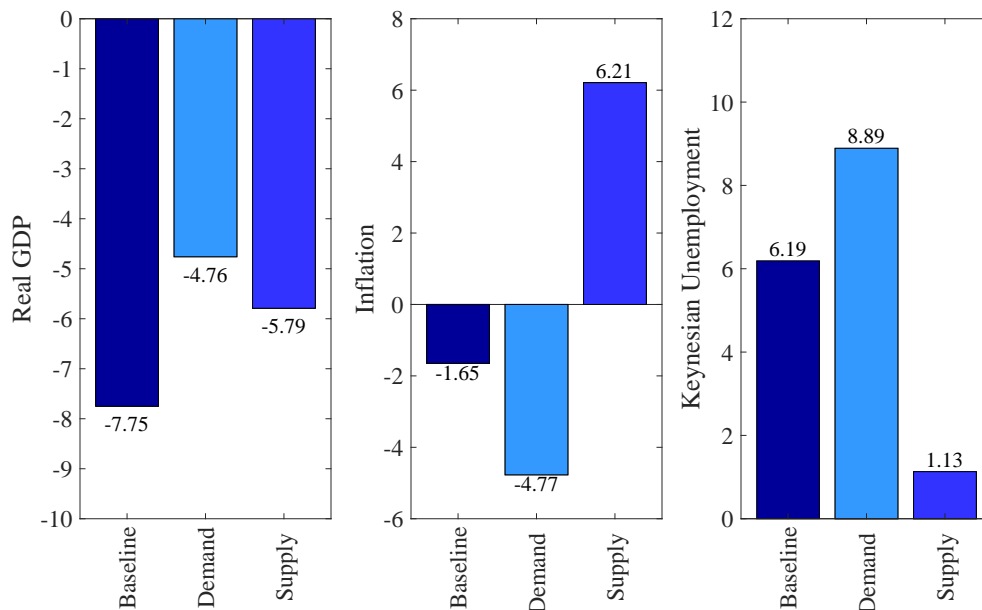 Real GDP
0
-1
-2
-3
-4
-5
-6
-7
-8
-9
-10
-7.75
-4.76
-5.79
Baseline
Demand
Supply
Inflation
8
6
4
2
0
-2
-4
-6
-1.65
-4.77
6.21
Baseline
Demand
Supply
Keynesian Unemployment
12
10
8
6
4
2
0
6.19
8.89
1.13
Baseline
Demand
Supply